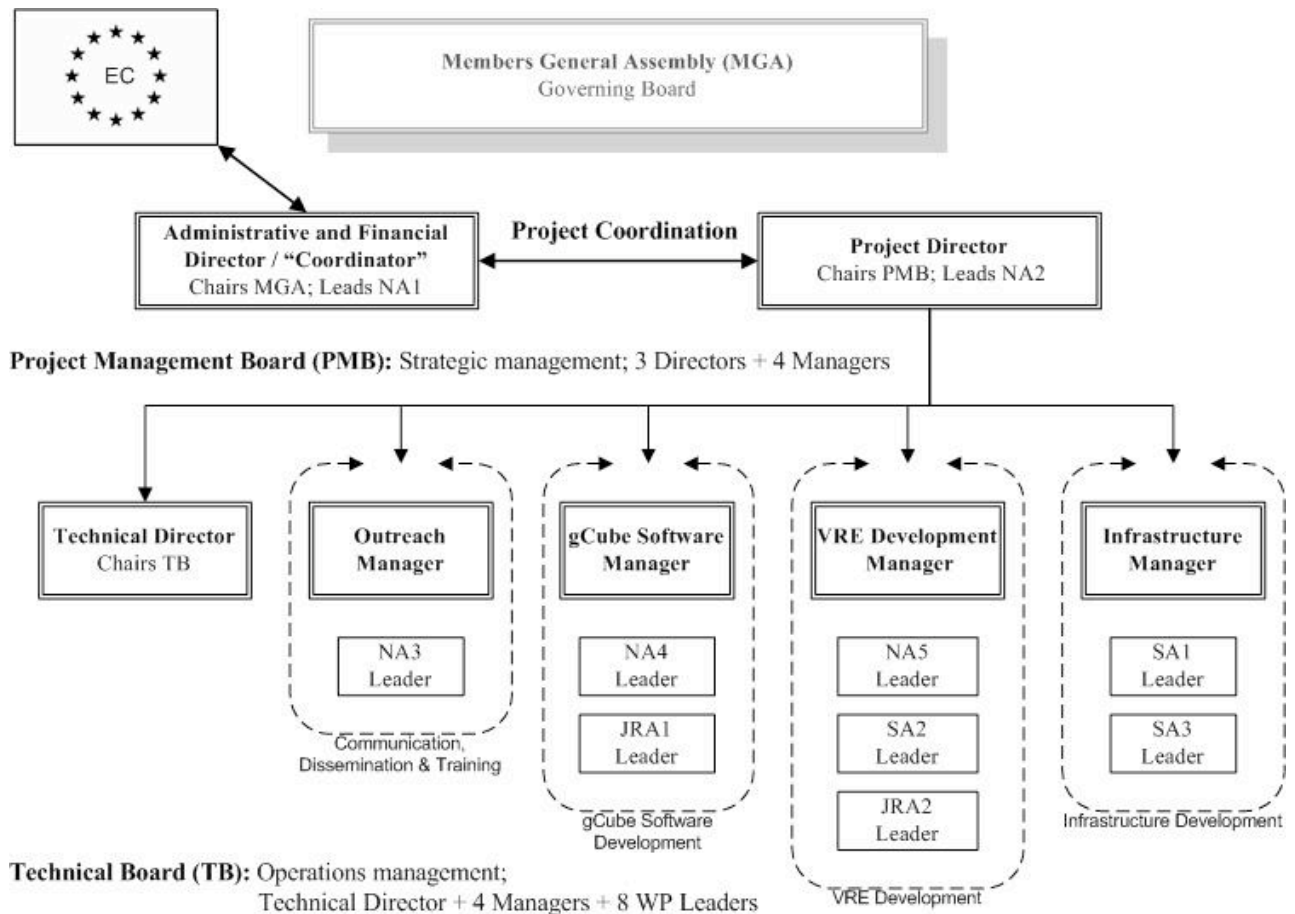 EC
Members General Assembly (MGA)
Governing Board
Administrative and Financial
Director / “Coordinator”
Chairs MGA; Leads NA1
Project Coordination
Project Director
Chairs PMB; Leads NA2
Project Management Board (PMB): Strategic management; 3 Directors + 4 Managers
Technical Director
Chairs TB
Outreach
Manager
NA3
Leader
Communication,
Dissemination & Training
gCube Software
Manager
NA4
Leader
JRA1
Leader
gCube Software
Development
VRE Development
Manager
NA5
Leader
SA2
Leader
JRA2
Leader
VRE Development
Infrastructure
Manager
SA1
Leader
SA3
Leader
Infrastructure Development
Technical Board (TB): Operations management;
Technical Director + 4 Managers + 8 WP Leaders